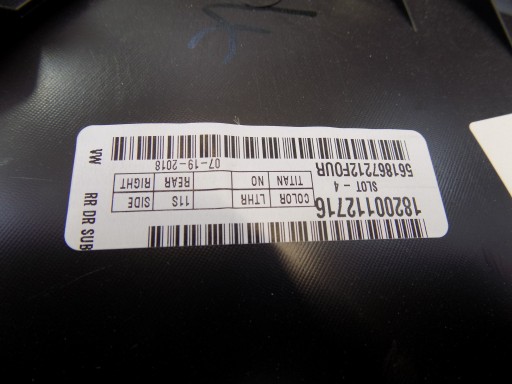 18200112716
SLOT - 4
561867212FOUR
COLOR LTHR 11S SIDE
TITAN NO REAR RIGHT
07-19-2018
VW RR DR SUB